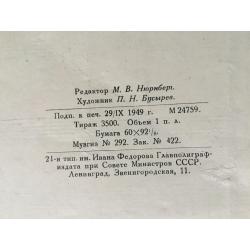 Редактор М. В. Нюрнберг.
Художник П. Н. Бусырев.
Подп. в печ. 29/IX 1949 г. М 24759.
Тираж 3500. Объем 1 п. л.
Бумага 60×92¹/₈.
Музгиз № 292. Зак. № 422.
21-я тип. им. Ивана Федорова Главполиграф-
издата при Совете Министров СССР.
Ленинград, Звенигородская, 11.